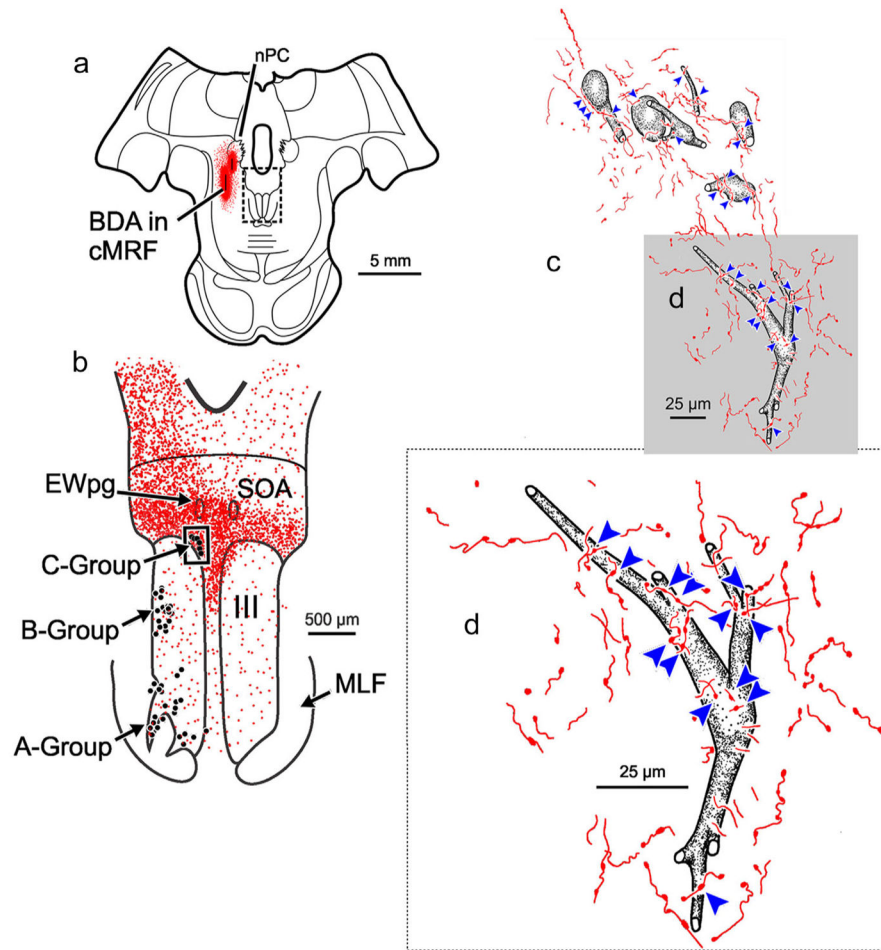 a
nPC
BDA in
cMRF
5 mm
b
EWpg
SOA
C-Group
B-Group
III
500 µm
MLF
A-Group
c
d
25 µm
d
25 µm